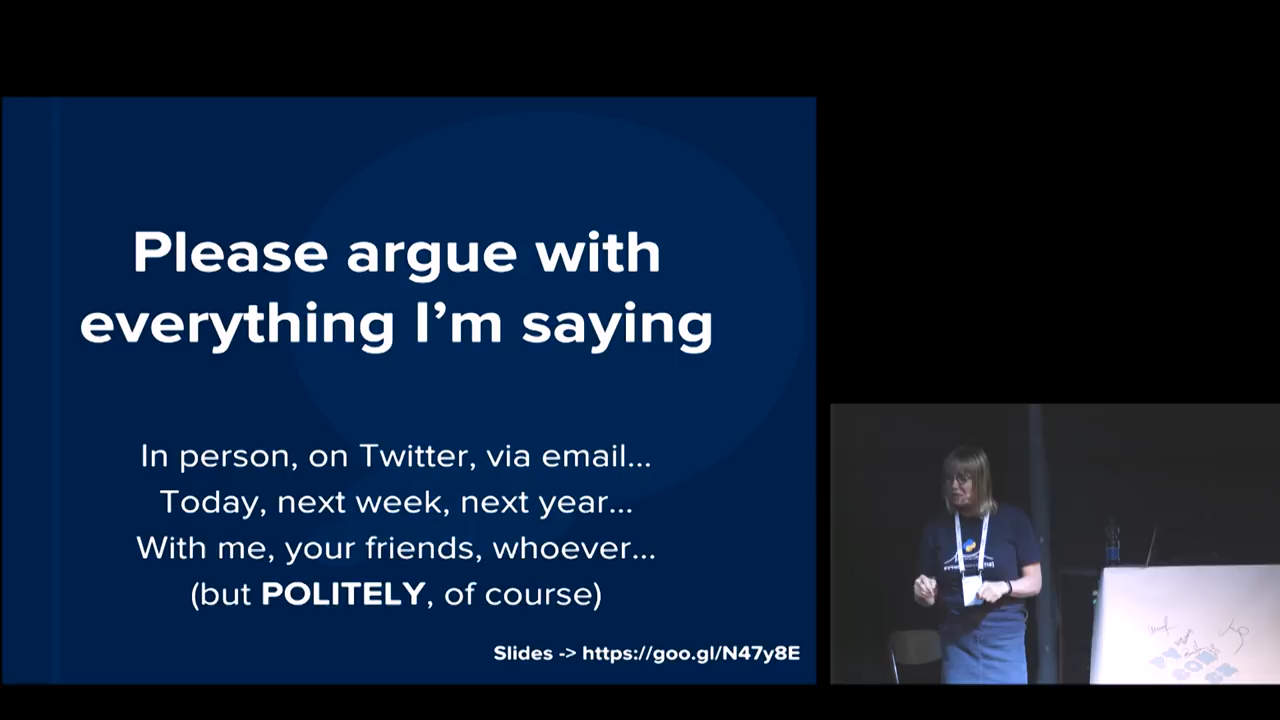 Please argue with
everything I'm saying
In person, on Twitter, via email...
Today, next week, next year...
With me, your friends, whoever...
(but POLITELY, of course)
Slides -> https://goo.gl/N47y8E